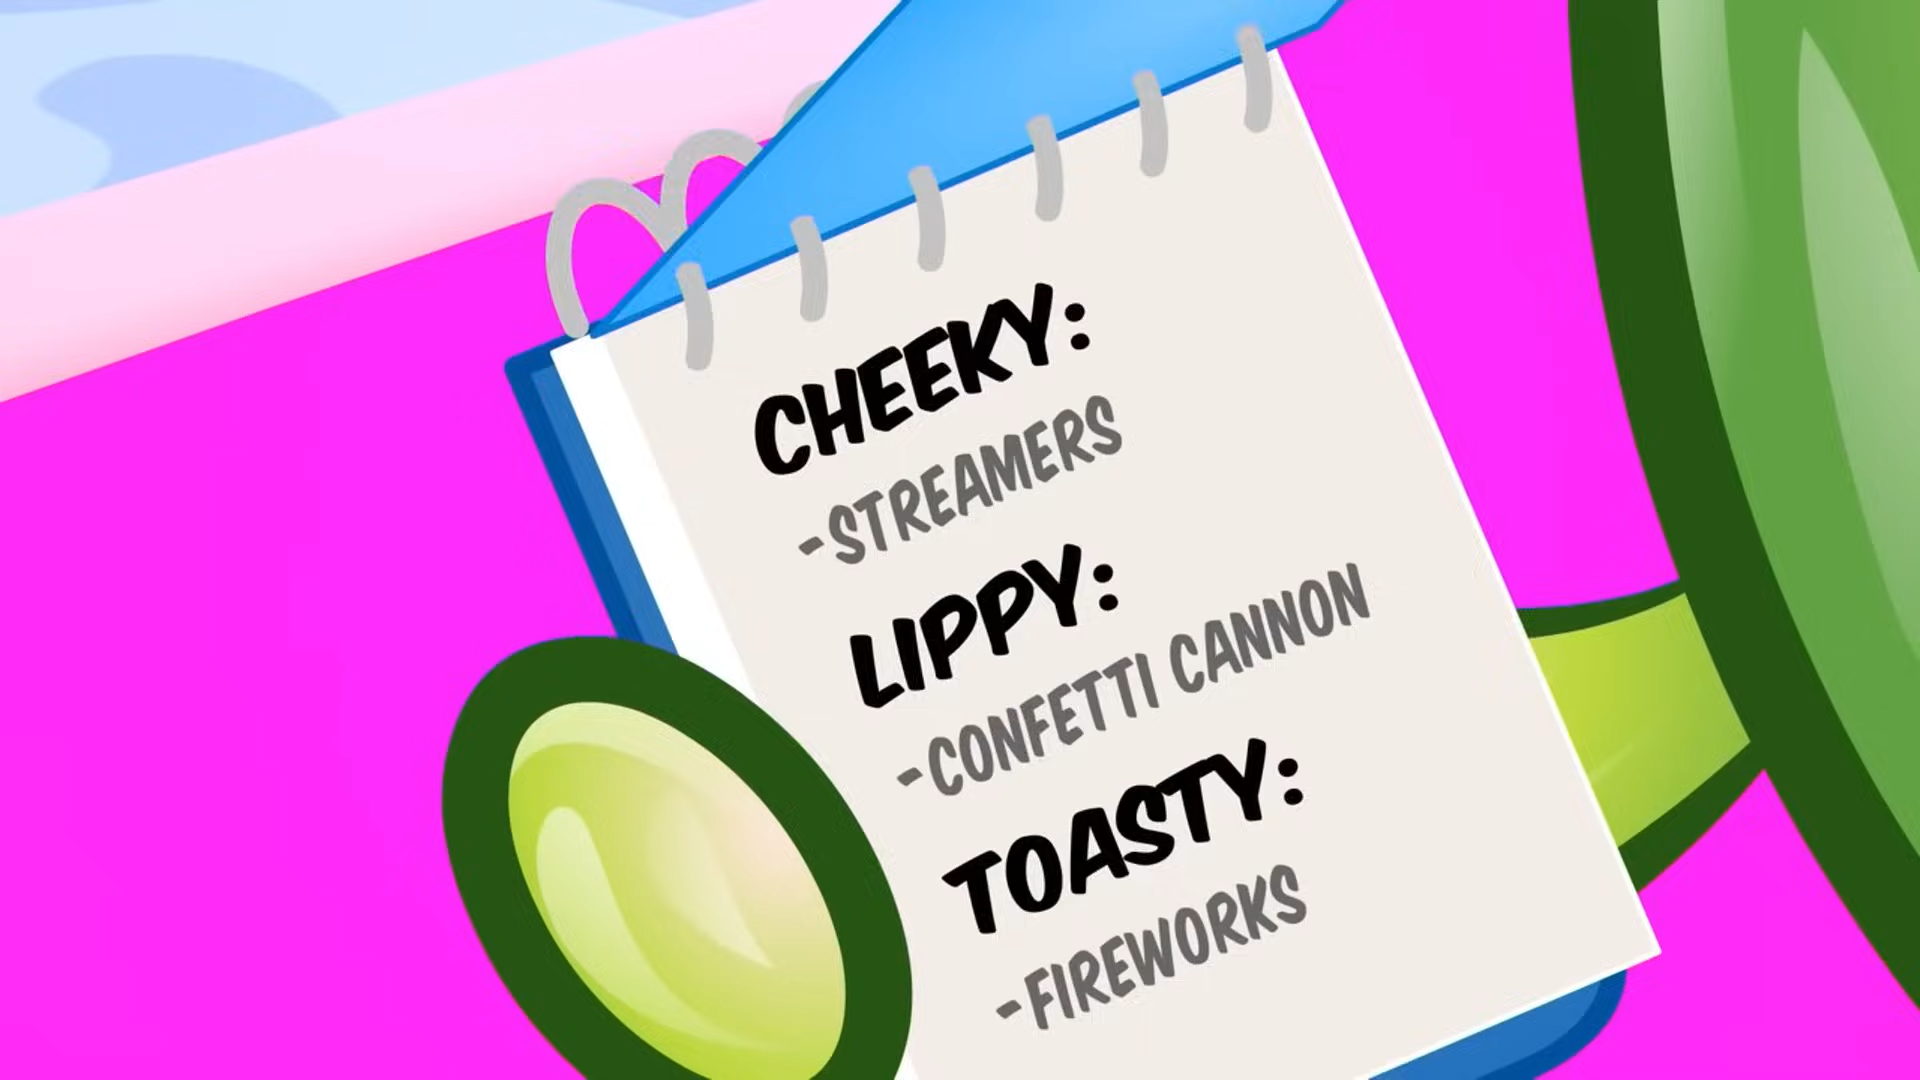 CHEEKY:
-STREAMERS
LIPPY:
-CONFETTI CANNON
TOASTY:
-FIREWORKS